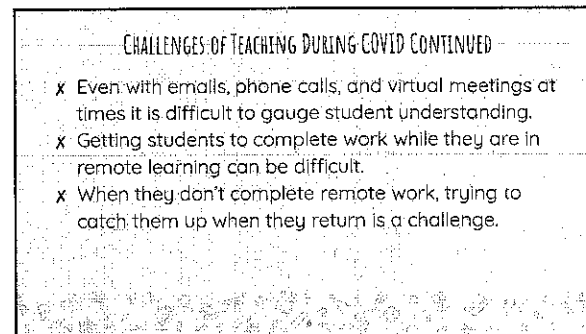 CHALLENGES OF TEACHING DURING COVID CONTINUED
x Even with emails, phone calls, and virtual meetings at
times it is difficult to gauge student understanding.
x Getting students to complete work while they are in
remote learning can be difficult.
x When they don't complete remote work, trying to
catch them up when they return is a challenge.